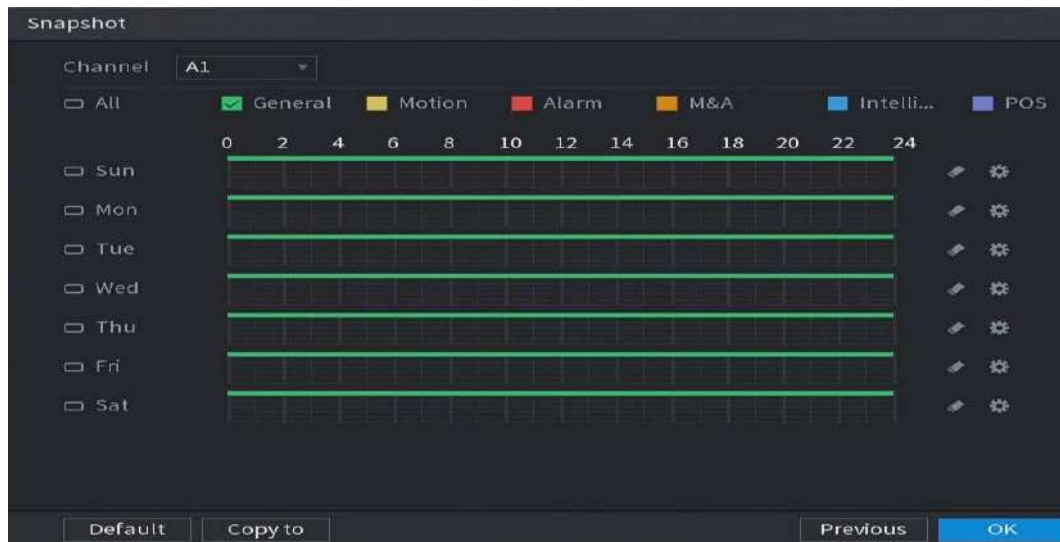 Snapshot
Channel A1
All General Motion Alarm M&A Intelli... POS
0 2 4 6 8 10 12 14 16 18 20 22 24
Sun
Mon
Tue
Wed
Thu
Fri
Sat
Default Copy to Previous OK